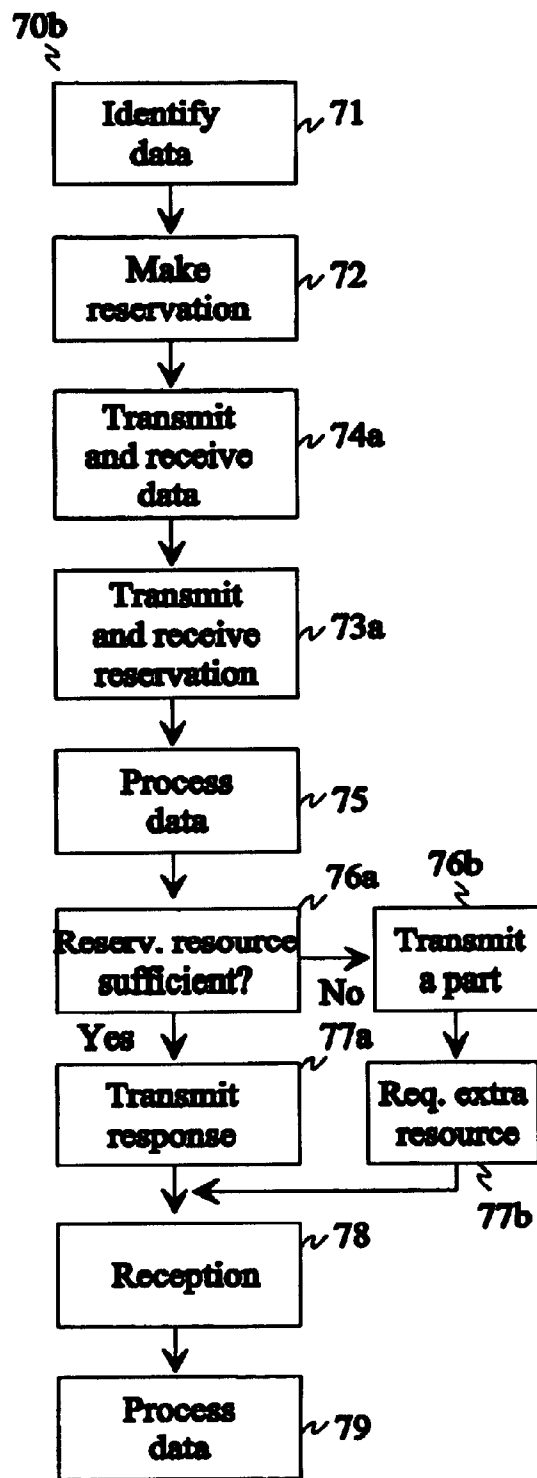 70b
Identify
data
71
Make
reservation
72
Transmit
and receive
data
74a
Transmit
and receive
reservation
73a
Process
data
75
76a
Reserv. resource
sufficient?
No
Yes
76b
Transmit
a part
77a
Transmit
response
Req. extra
resource
77b
78
Reception
Process
data
79